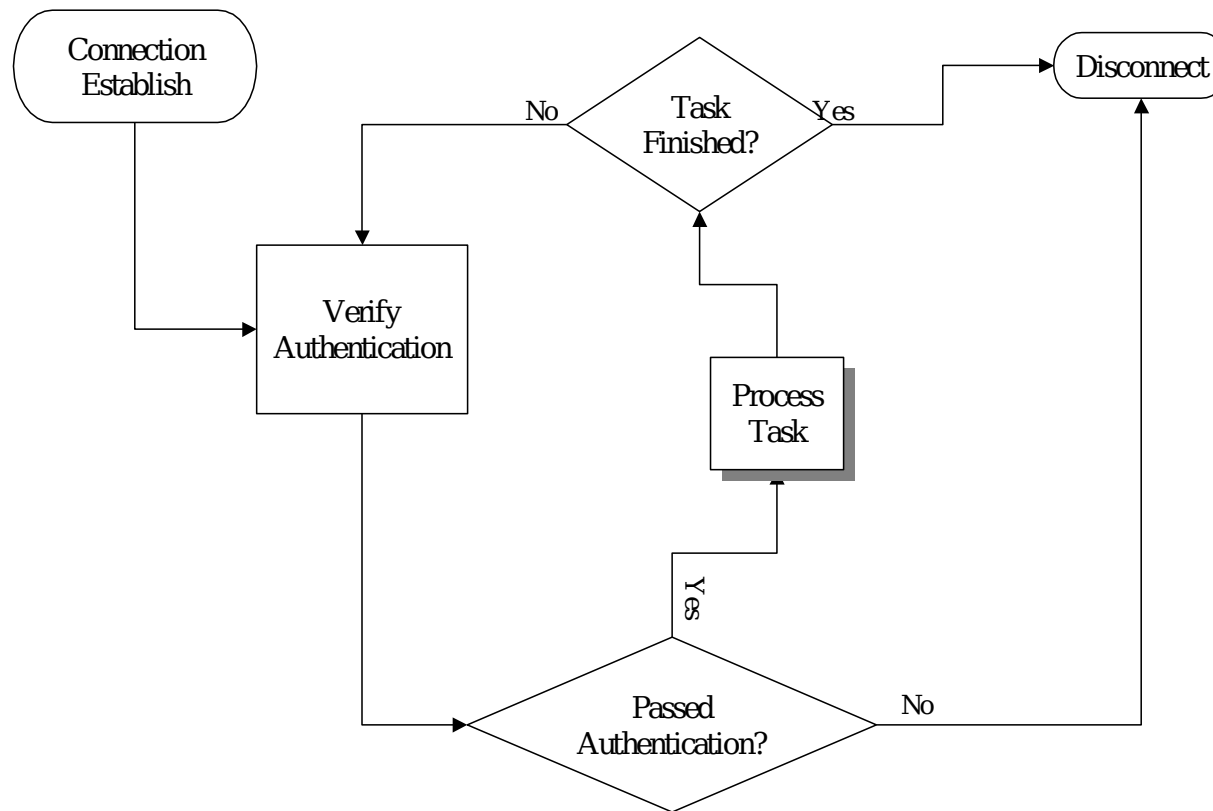 Connection
Establish
Disconnect
Task
Finished?
No
Yes
Verify
Authentication
Process
Task
Yes
Passed
Authentication?
No